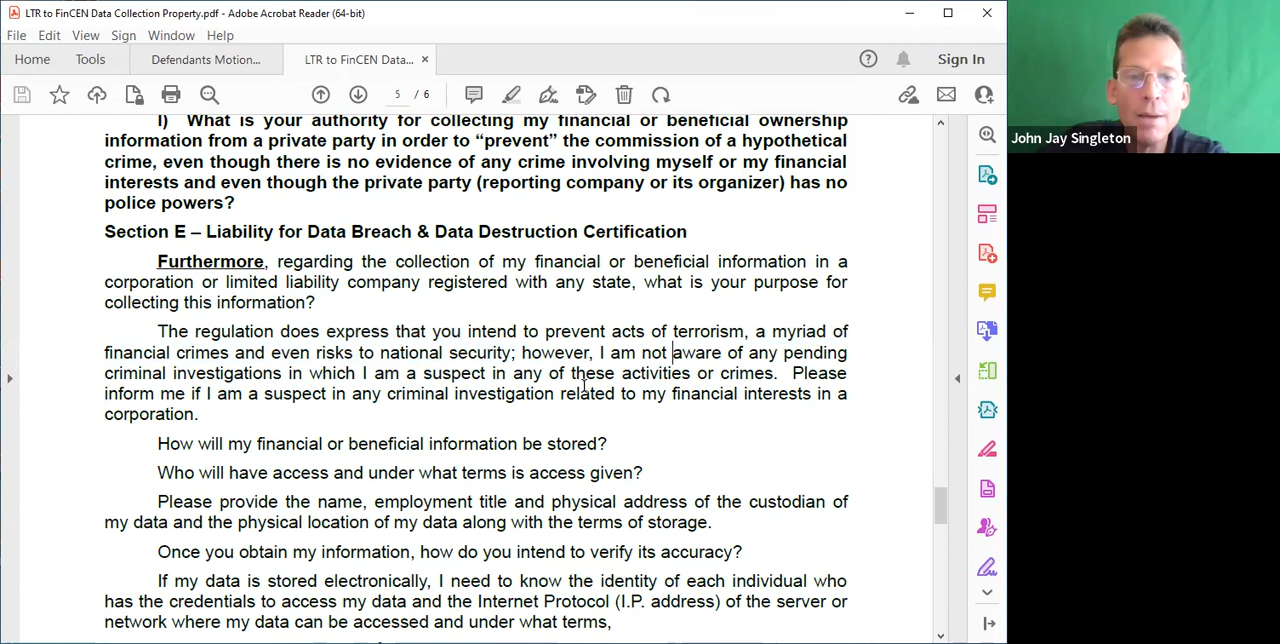 LTR to FinCEN Data Collection Property.pdf - Adobe Acrobat Reader (64-bit)
File Edit View Sign Window Help
Home Tools Defendants Motion... LTR to FinCEN Data... × Sign In
5 / 6
I) What is your authority for collecting my financial or beneficial ownership
information from a private party in order to “prevent” the commission of a hypothetical
crime, even though there is no evidence of any crime involving myself or my financial
interests and even though the private party (reporting company or its organizer) has no
police powers?
Section E – Liability for Data Breach & Data Destruction Certification
Furthermore, regarding the collection of my financial or beneficial information in a
corporation or limited liability company registered with any state, what is your purpose for
collecting this information?
The regulation does express that you intend to prevent acts of terrorism, a myriad of
financial crimes and even risks to national security; however, I am not aware of any pending
criminal investigations in which I am a suspect in any of these activities or crimes. Please
inform me if I am a suspect in any criminal investigation related to my financial interests in a
corporation.
How will my financial or beneficial information be stored?
Who will have access and under what terms is access given?
Please provide the name, employment title and physical address of the custodian of
my data and the physical location of my data along with the terms of storage.
Once you obtain my information, how do you intend to verify its accuracy?
If my data is stored electronically, I need to know the identity of each individual who
has the credentials to access my data and the Internet Protocol (I.P. address) of the server or
network where my data can be accessed and under what terms,
John Jay Singleton